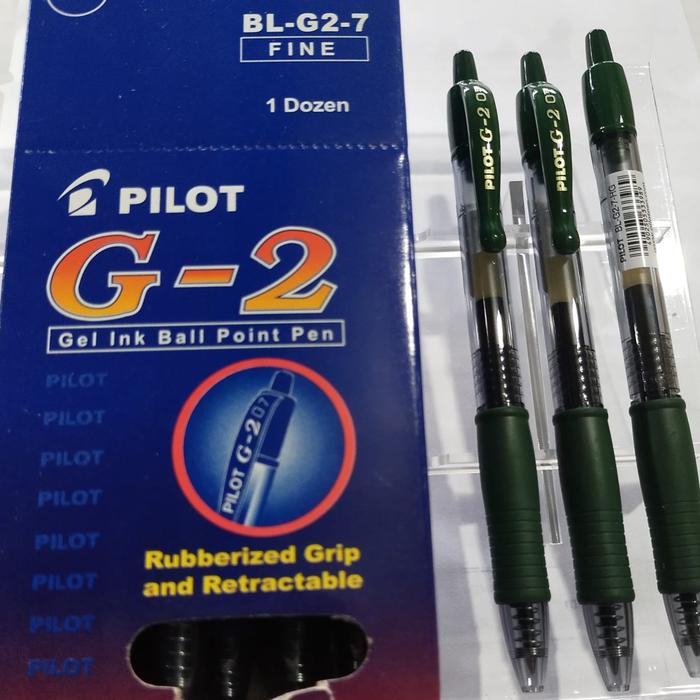 BL-G2-7
FINE
1 Dozen
PILOT
G-2
Gel Ink Ball Point Pen
PILOT
PILOT
PILOT
PILOT
PILOT
PILOT
PILOT
PILOT
PILOT G-2 07
Rubberized Grip
and Retractable
PILOT G-2 07
PILOT G-2 07
PILOT BL-G2-7-HG